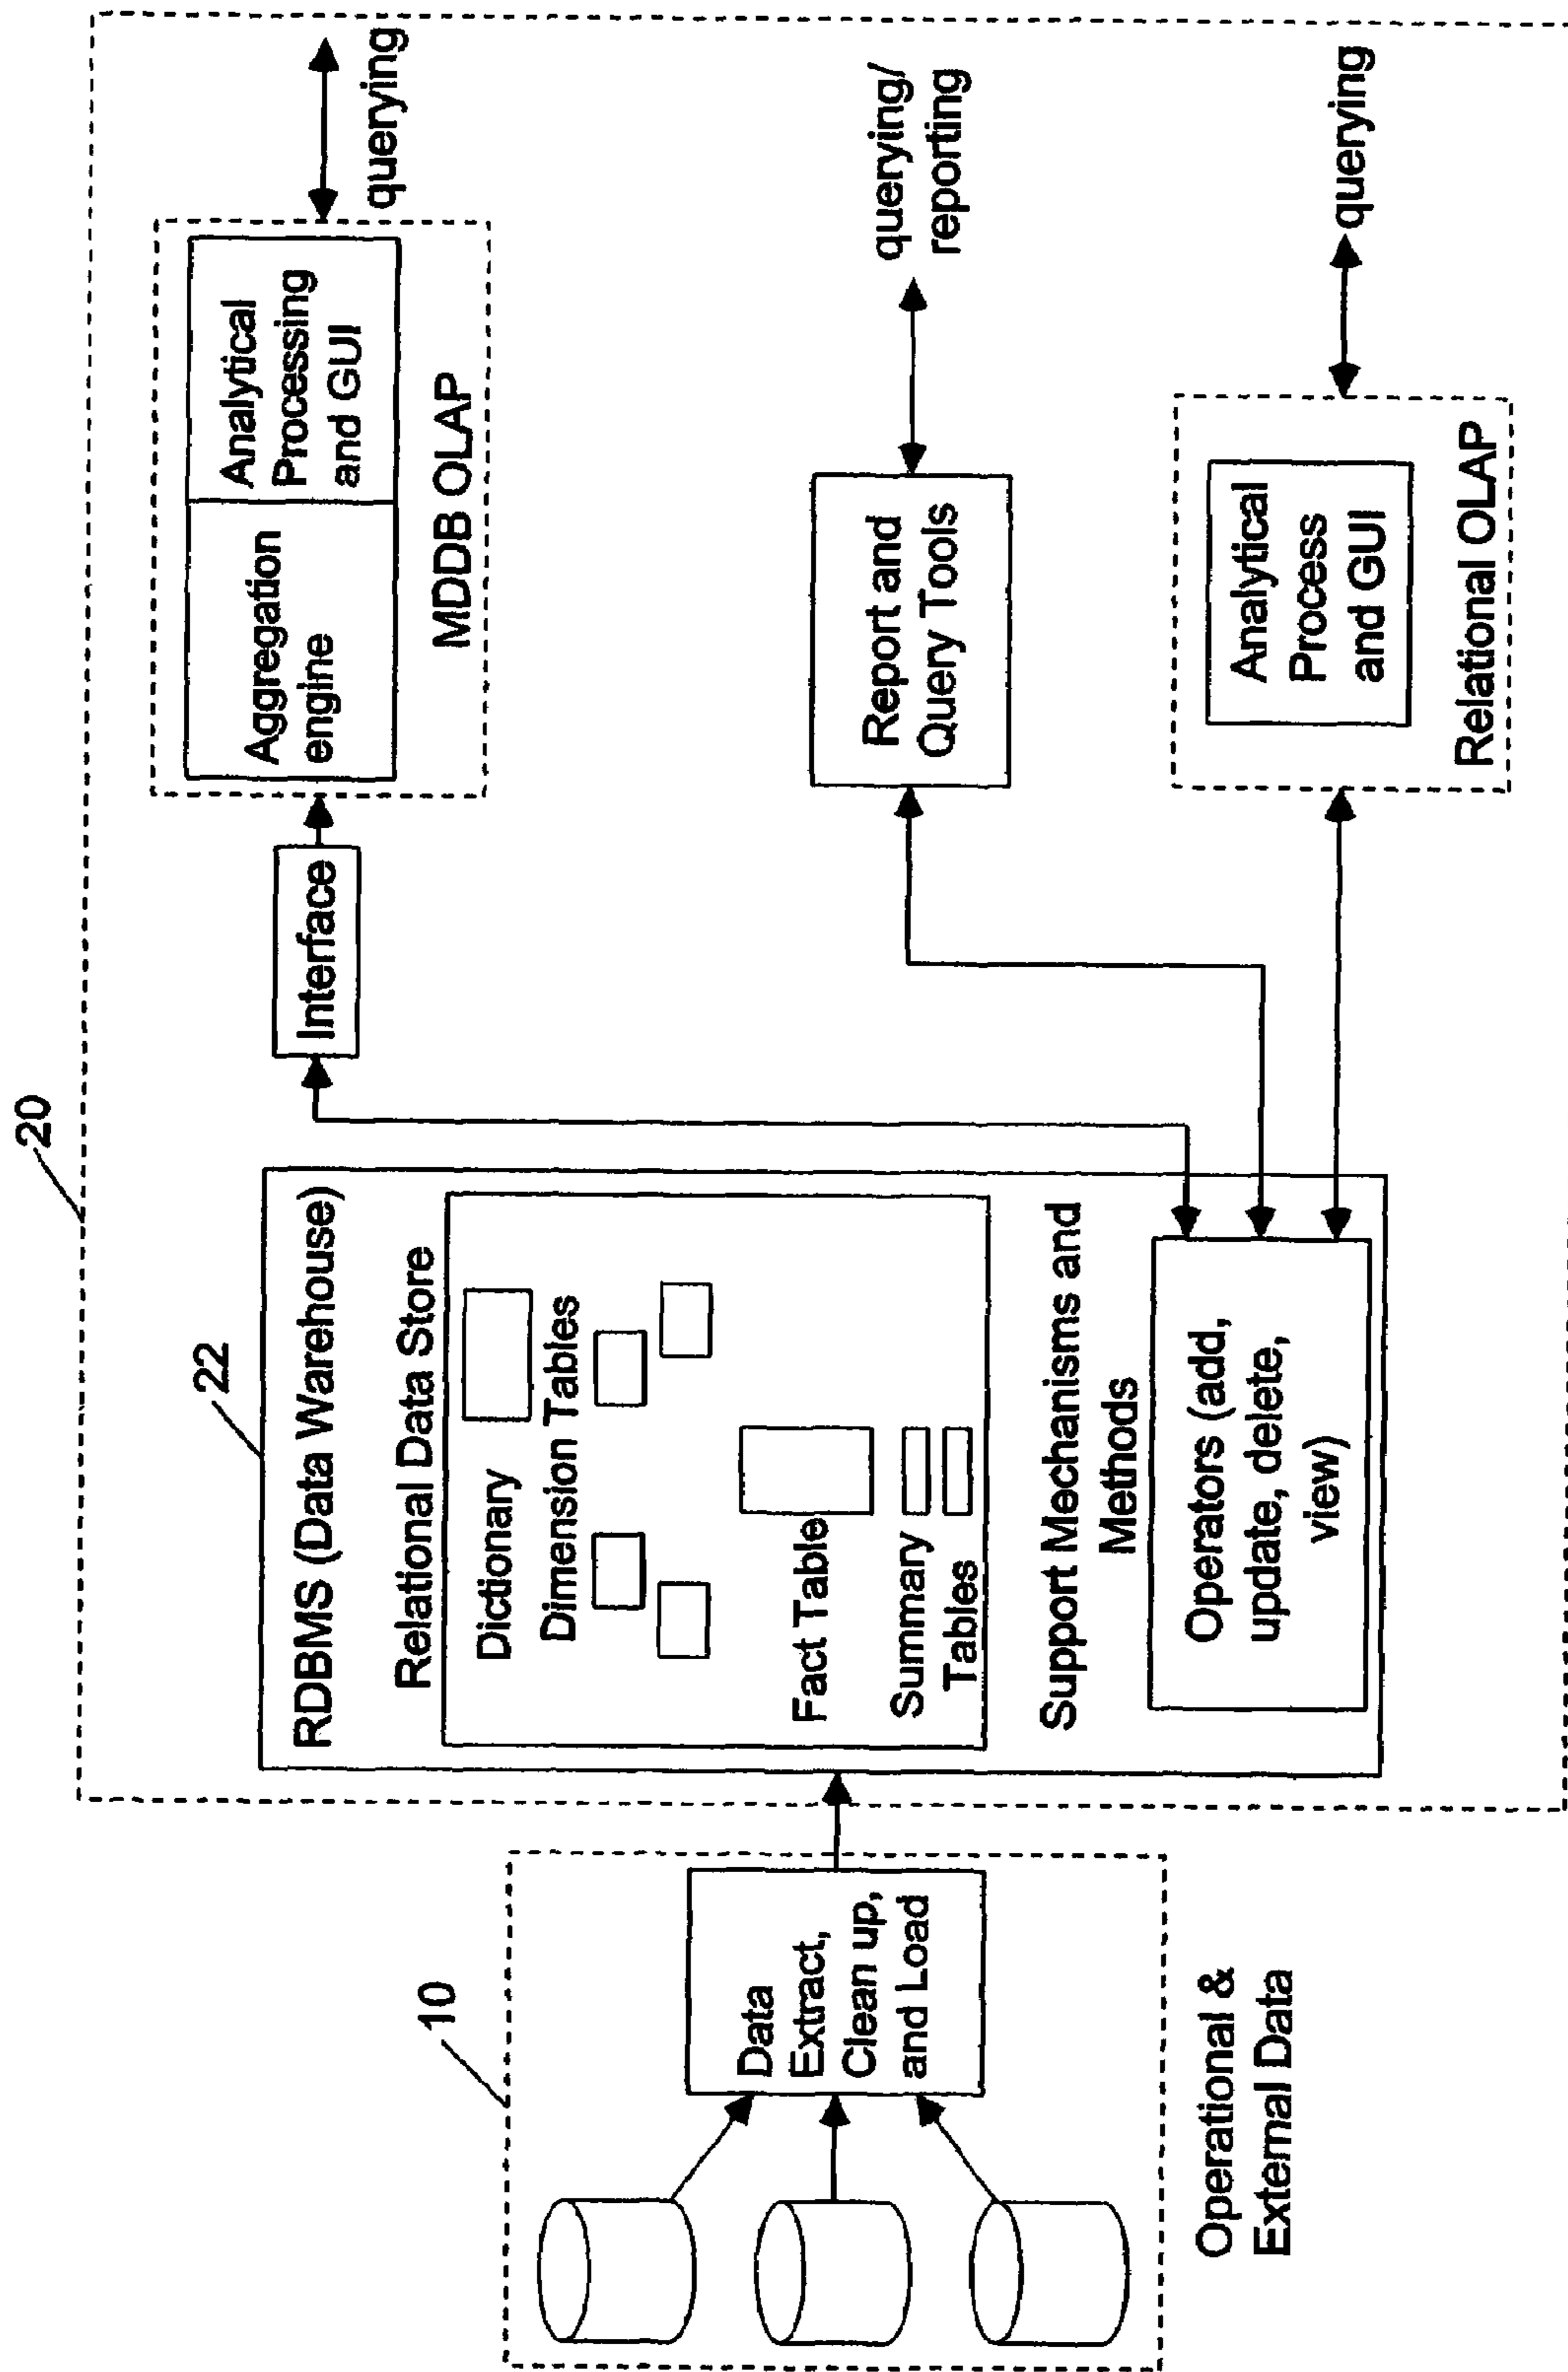 20
22
RDBMS (Data Warehouse)
Relational Data Store
Dictionary
Dimension Tables
Fact Table
Summary
Tables
Support Mechanisms and
Methods
Operators (add,
update, delete,
view)
10
Data
Extract,
Clean up,
and Load
Operational &
External Data
Interface
Aggregation
engine
Analytical
Processing
and GUI
MDDB OLAP
querying
Report and
Query Tools
querying/
reporting
Analytical
Process
and GUI
Relational OLAP
querying